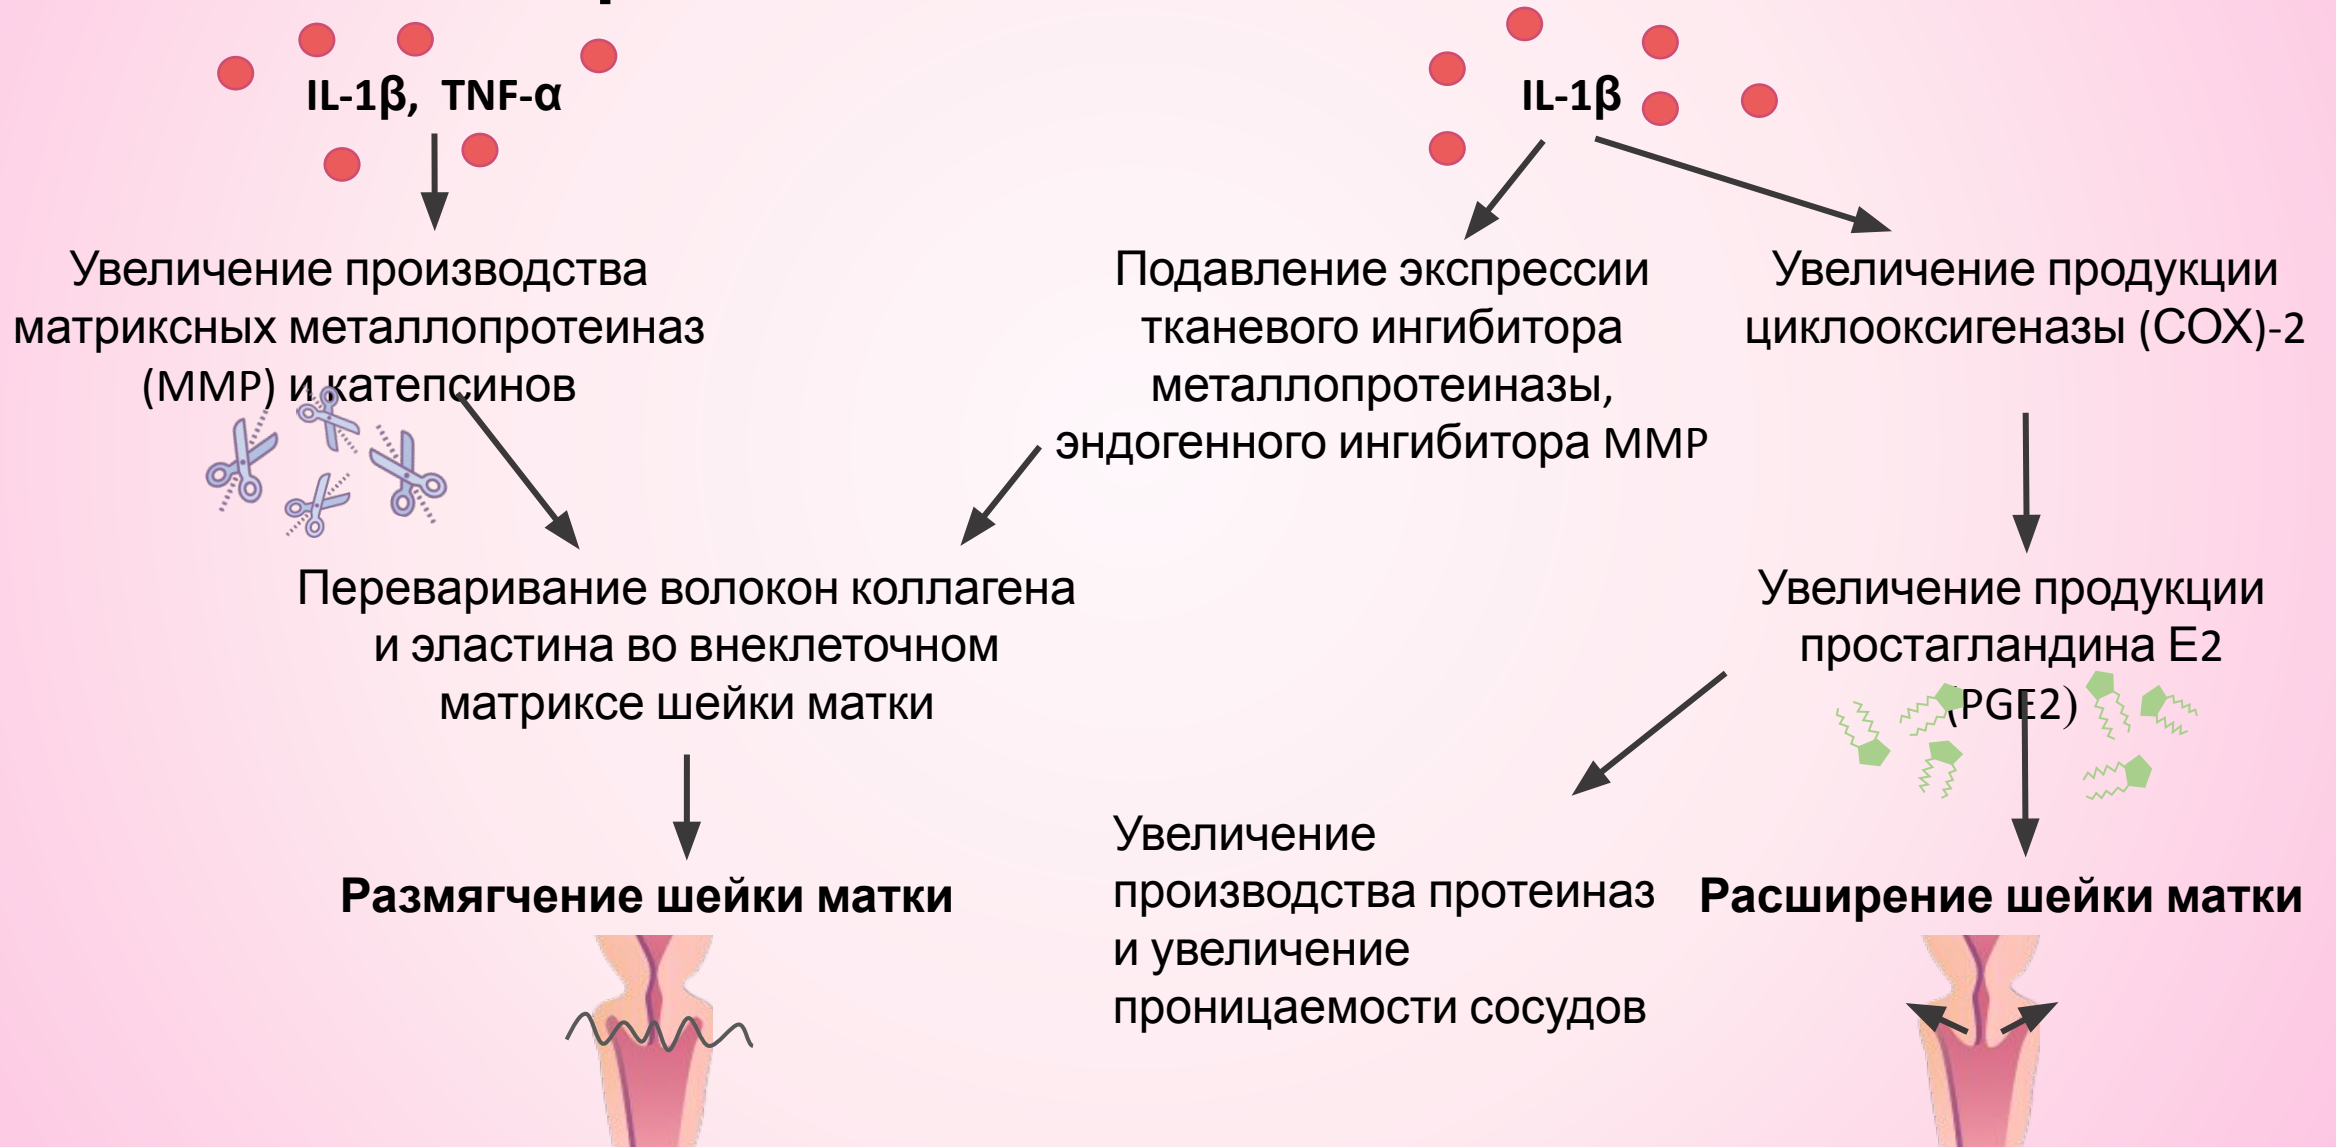 IL-1β, TNF-α
Увеличение производства
матриксных металлопротеиназ
(MMP) и катепсинов
IL-1β
Подавление экспрессии
тканевого ингибитора
металлопротеиназы,
эндогенного ингибитора MMP
Увеличение продукции
циклооксигеназы (COX)-2
Переваривание волокон коллагена
и эластина во внеклеточном
матриксе шейки матки
Увеличение продукции
простагландина E2
(PGE2)
Размягчение шейки матки
Увеличение
производства протеиназ
и увеличение
проницаемости сосудов
Расширение шейки матки